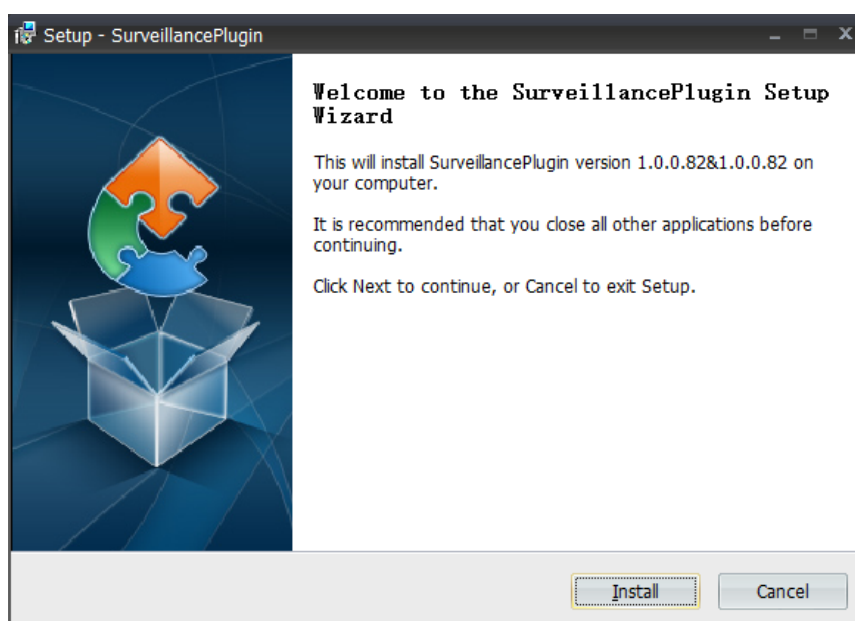 Setup - SurveillancePlugin
Welcome to the SurveillancePlugin Setup
Wizard
This will install SurveillancePlugin version 1.0.0.82&1.0.0.82 on
your computer.
It is recommended that you close all other applications before
continuing.
Click Next to continue, or Cancel to exit Setup.
Install
Cancel